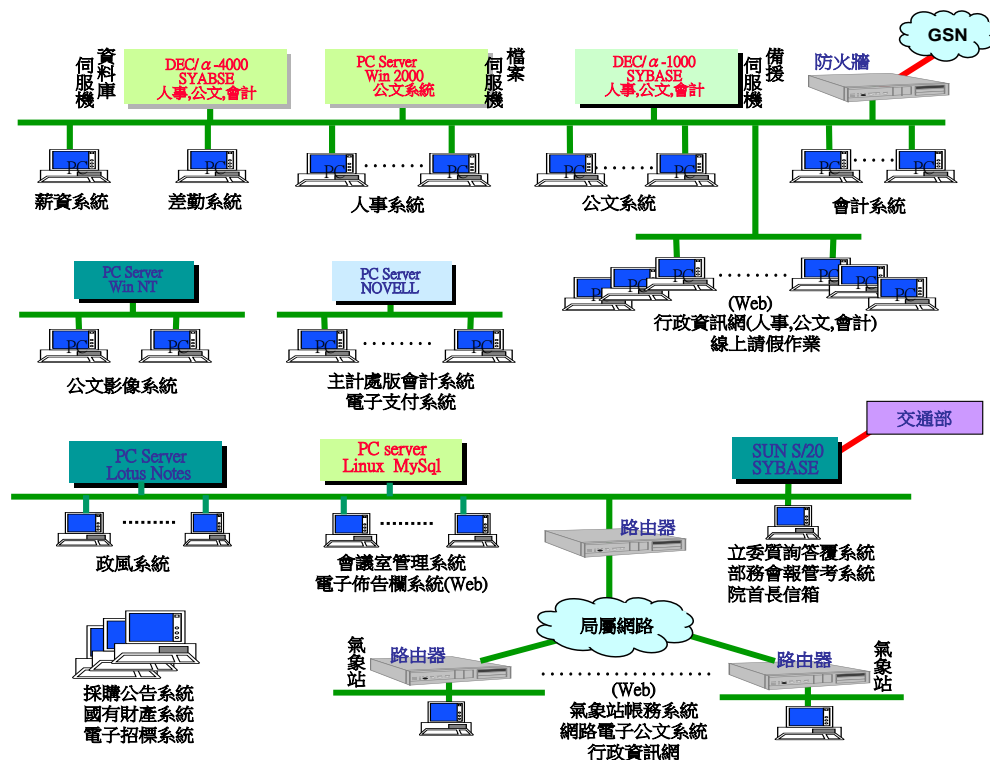 GSN
資料庫
伺服機
DEC/α-4000
SYABSE
人事,公文,會計
PC Server
Win 2000
公文系統
檔案
伺服機
DEC/α-1000
SYBASE
人事,公文,會計
備援
伺服機
防火牆
PC
PC
PC
PC
PC
PC
PC
PC
薪資系統
差勤系統
人事系統
公文系統
會計系統
PC Server
Win NT
PC Server
NOVELL
PC
PC
PC
PC
PC
PC
PC
PC
PC
PC
(Web)
行政資訊網(人事,公文,會計)
線上請假作業
公文影像系統
主計處版會計系統
電子支付系統
交通部
PC Server
Lotus Notes
PC server
Linux MySql
SUN S/20
SYBASE
路由器
政風系統
會議室管理系統
電子佈告欄系統(Web)
立委質詢答覆系統
部務會報管考系統
院首長信箱
局屬網路
氣象站
路由器
路由器
氣象站
採購公告系統
國有財產系統
電子招標系統
(Web)
氣象站帳務系統
網路電子公文系統
行政資訊網